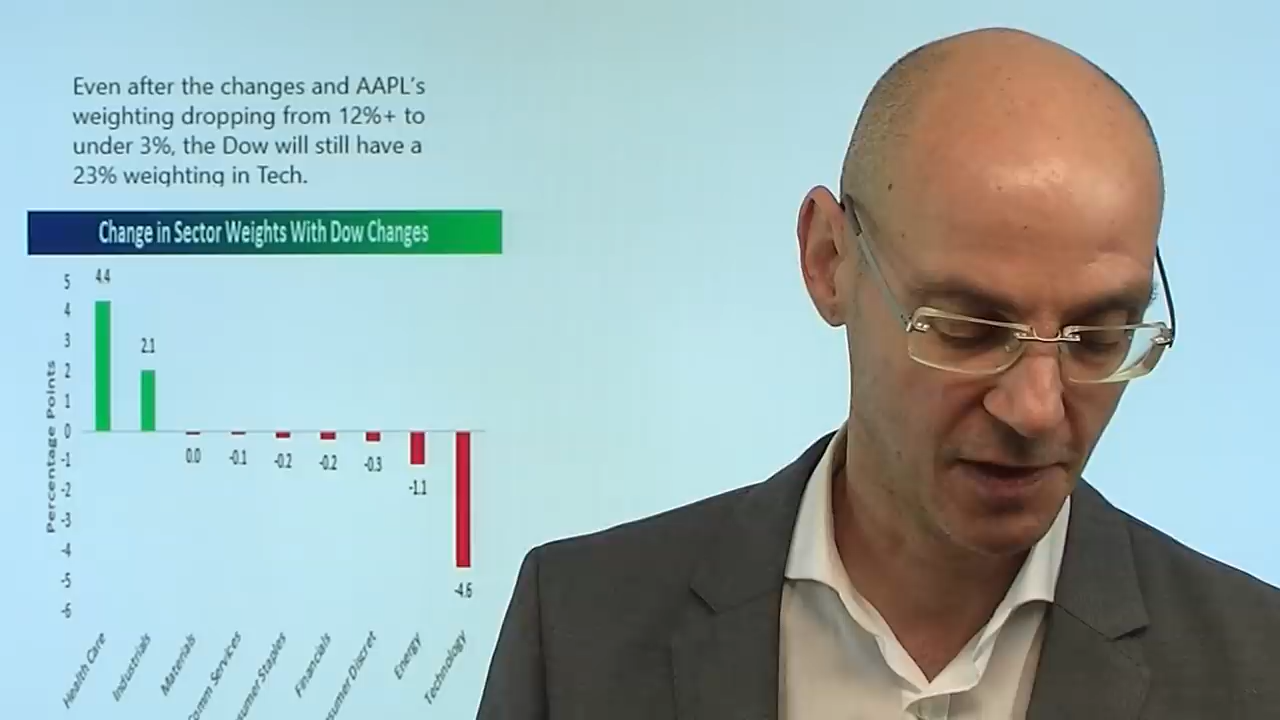 Even after the changes and AAPL's
weighting dropping from 12%+ to
under 3%, the Dow will still have a
23% weighting in Tech.
Change in Sector Weights With Dow Changes
Percentage Points
5
4
3
2
1
0
-1
-2
-3
-4
-5
-6
4.4
2.1
0.0
-0.1
-0.2
-0.2
-0.3
-1.1
-4.6
Health Care
Industrials
Materials
Services
Staples
Financials
Discret
Energy
Technology